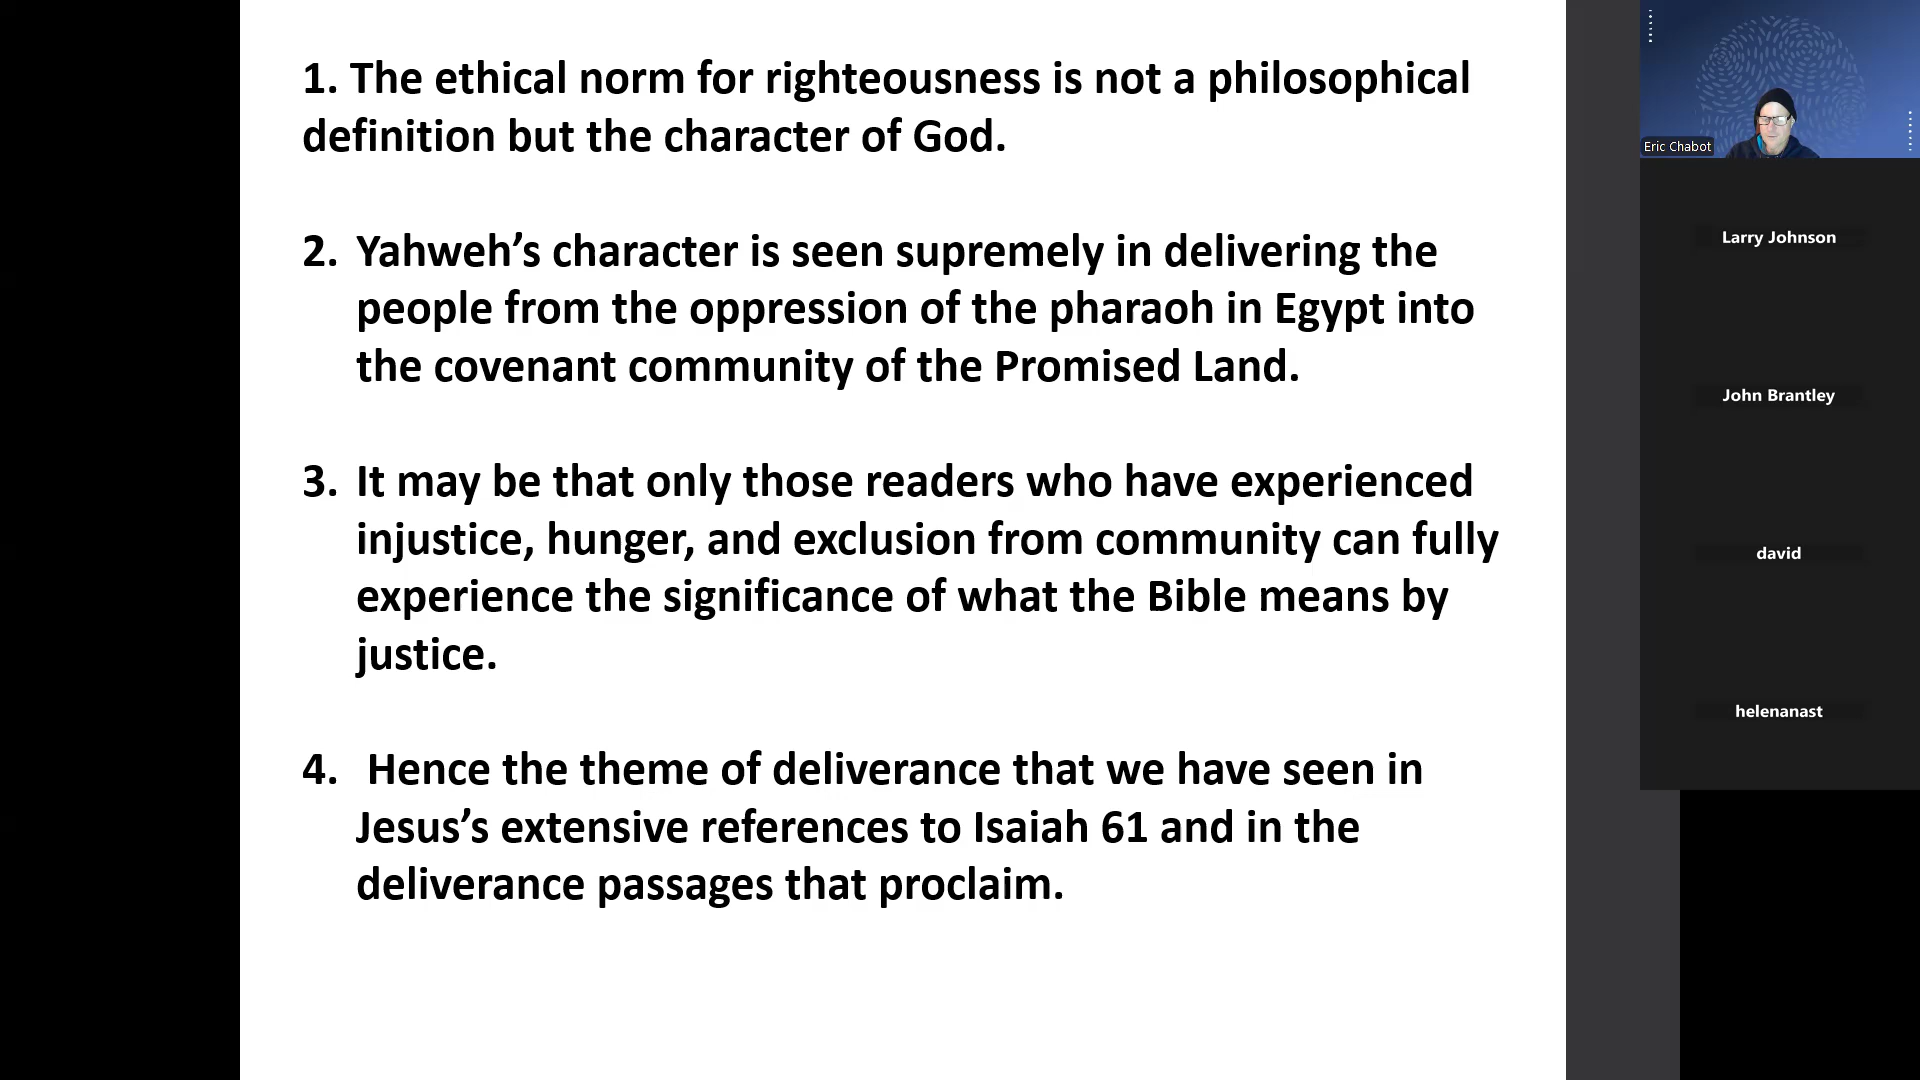 1. The ethical norm for righteousness is not a philosophical
definition but the character of God.
2. Yahweh’s character is seen supremely in delivering the
people from the oppression of the pharaoh in Egypt into
the covenant community of the Promised Land.
3. It may be that only those readers who have experienced
injustice, hunger, and exclusion from community can fully
experience the significance of what the Bible means by
justice.
4. Hence the theme of deliverance that we have seen in
Jesus’s extensive references to Isaiah 61 and in the
deliverance passages that proclaim.
Eric Chabot
Larry Johnson
John Brantley
david
helenanast